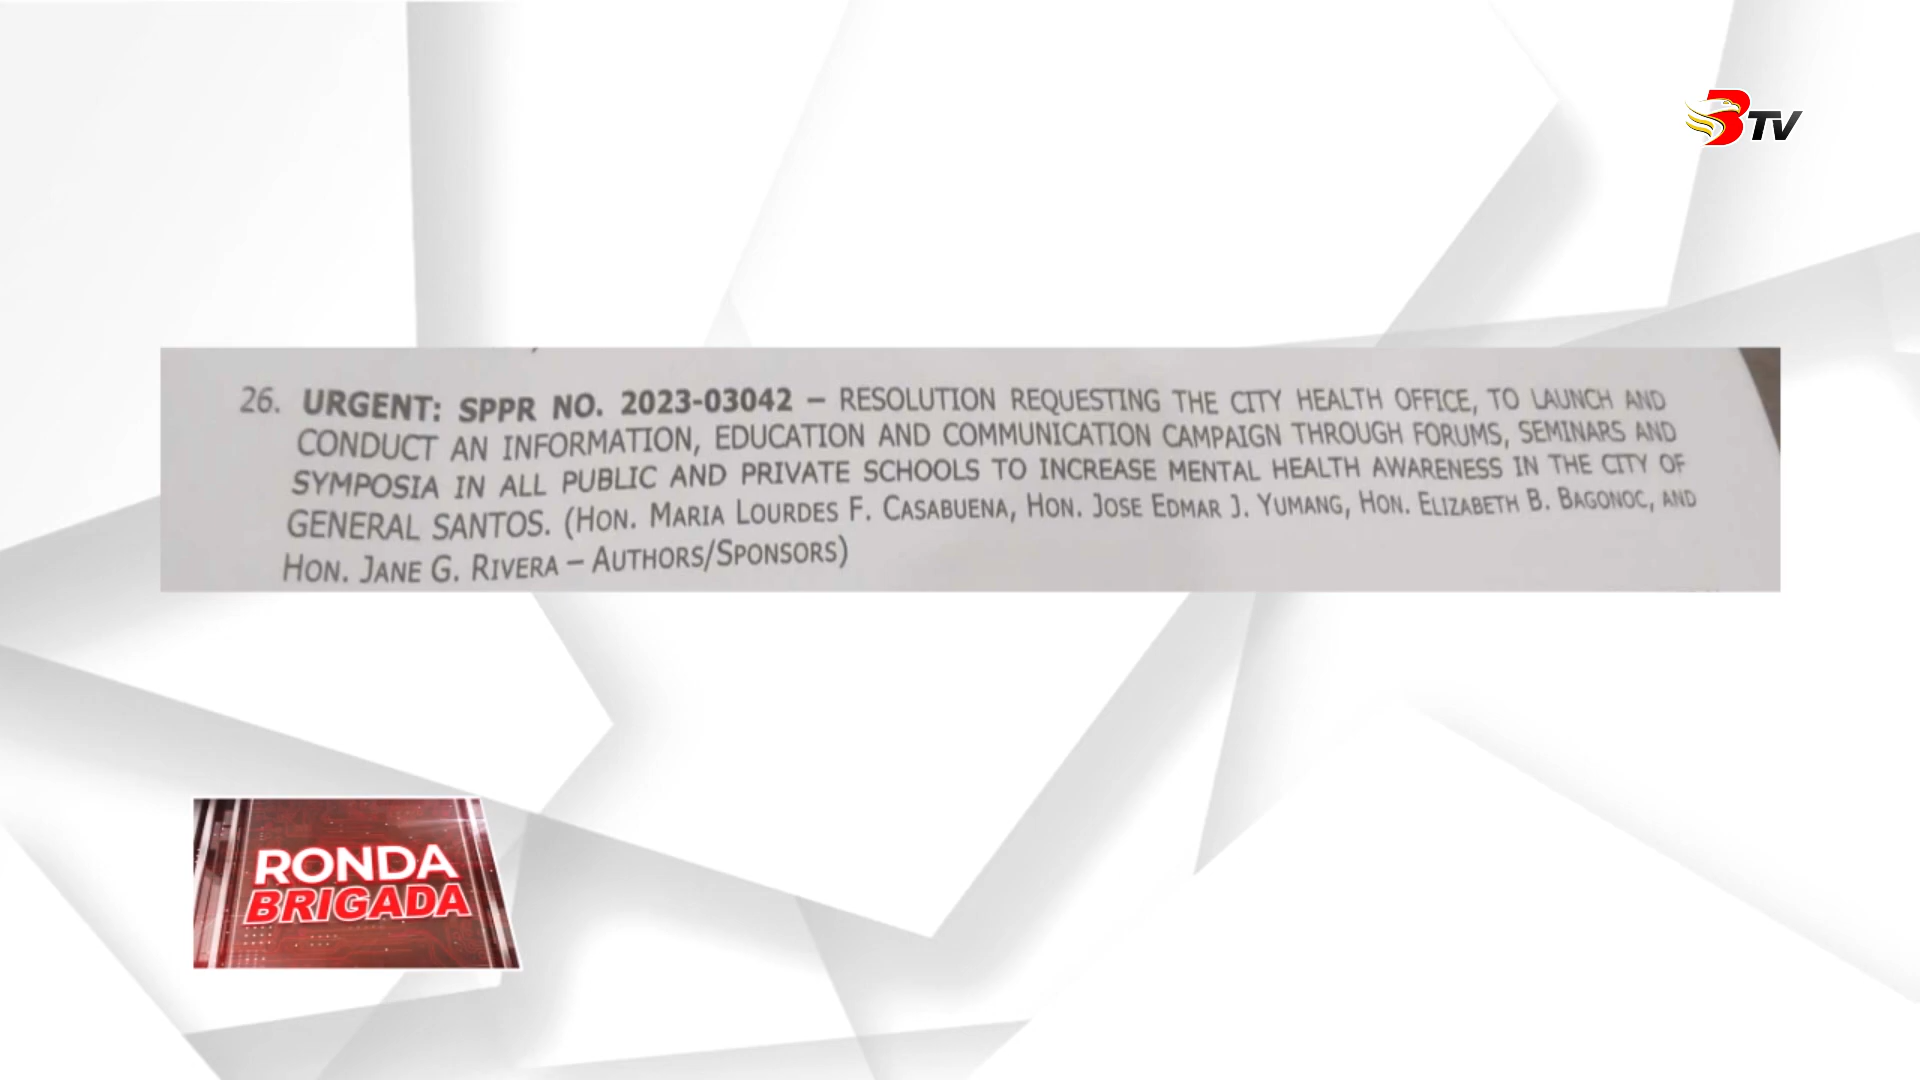 BTV
26. URGENT: SPPR NO. 2023-03042 – RESOLUTION REQUESTING THE CITY HEALTH OFFICE, TO LAUNCH AND
CONDUCT AN INFORMATION, EDUCATION AND COMMUNICATION CAMPAIGN THROUGH FORUMS, SEMINARS AND
SYMPOSIA IN ALL PUBLIC AND PRIVATE SCHOOLS TO INCREASE MENTAL HEALTH AWARENESS IN THE CITY OF
GENERAL SANTOS. (HON. MARIA LOURDES F. CASABUENA, HON. JOSE EDMAR J. YUMANG, HON. ELIZABETH B. BAGONOC, AND
HON. JANE G. RIVERA – AUTHORS/SPONSORS)
RONDA
BRIGADA